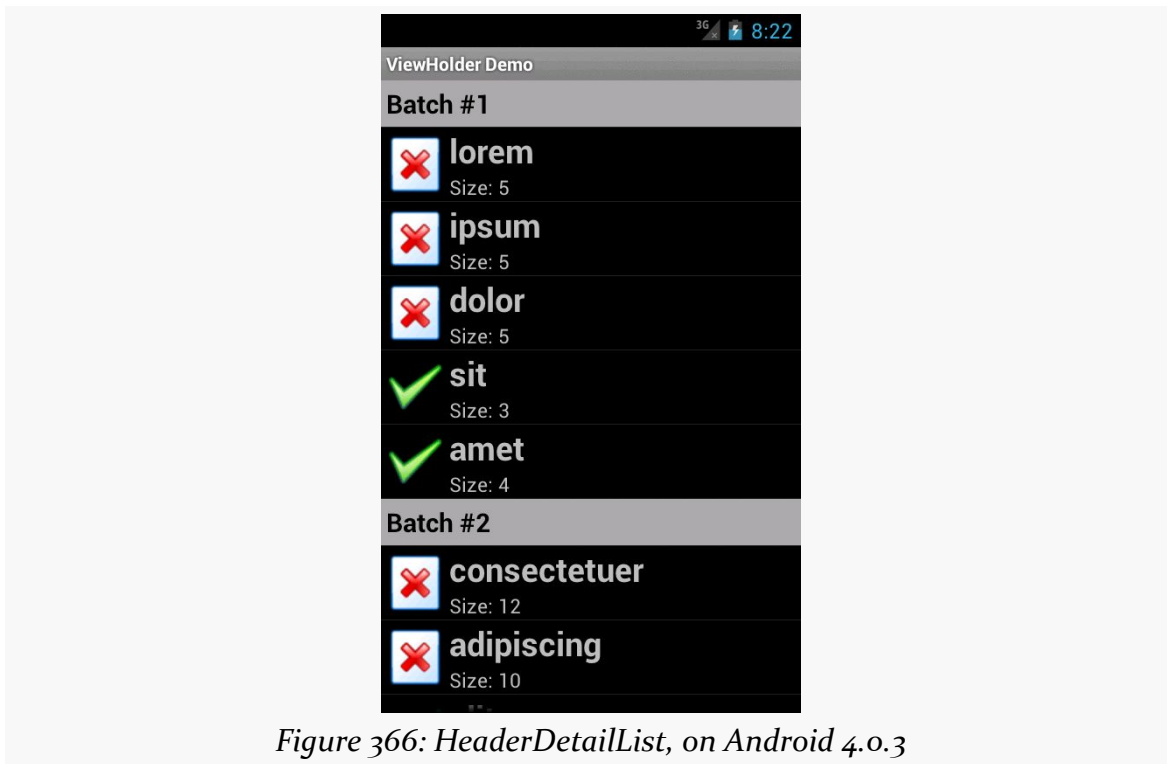 3G 8:22
ViewHolder Demo
Batch #1
lorem
Size: 5
ipsum
Size: 5
dolor
Size: 5
sit
Size: 3
amet
Size: 4
Batch #2
consectetuer
Size: 12
adipiscing
Size: 10
Figure 366: HeaderDetailList, on Android 4.0.3